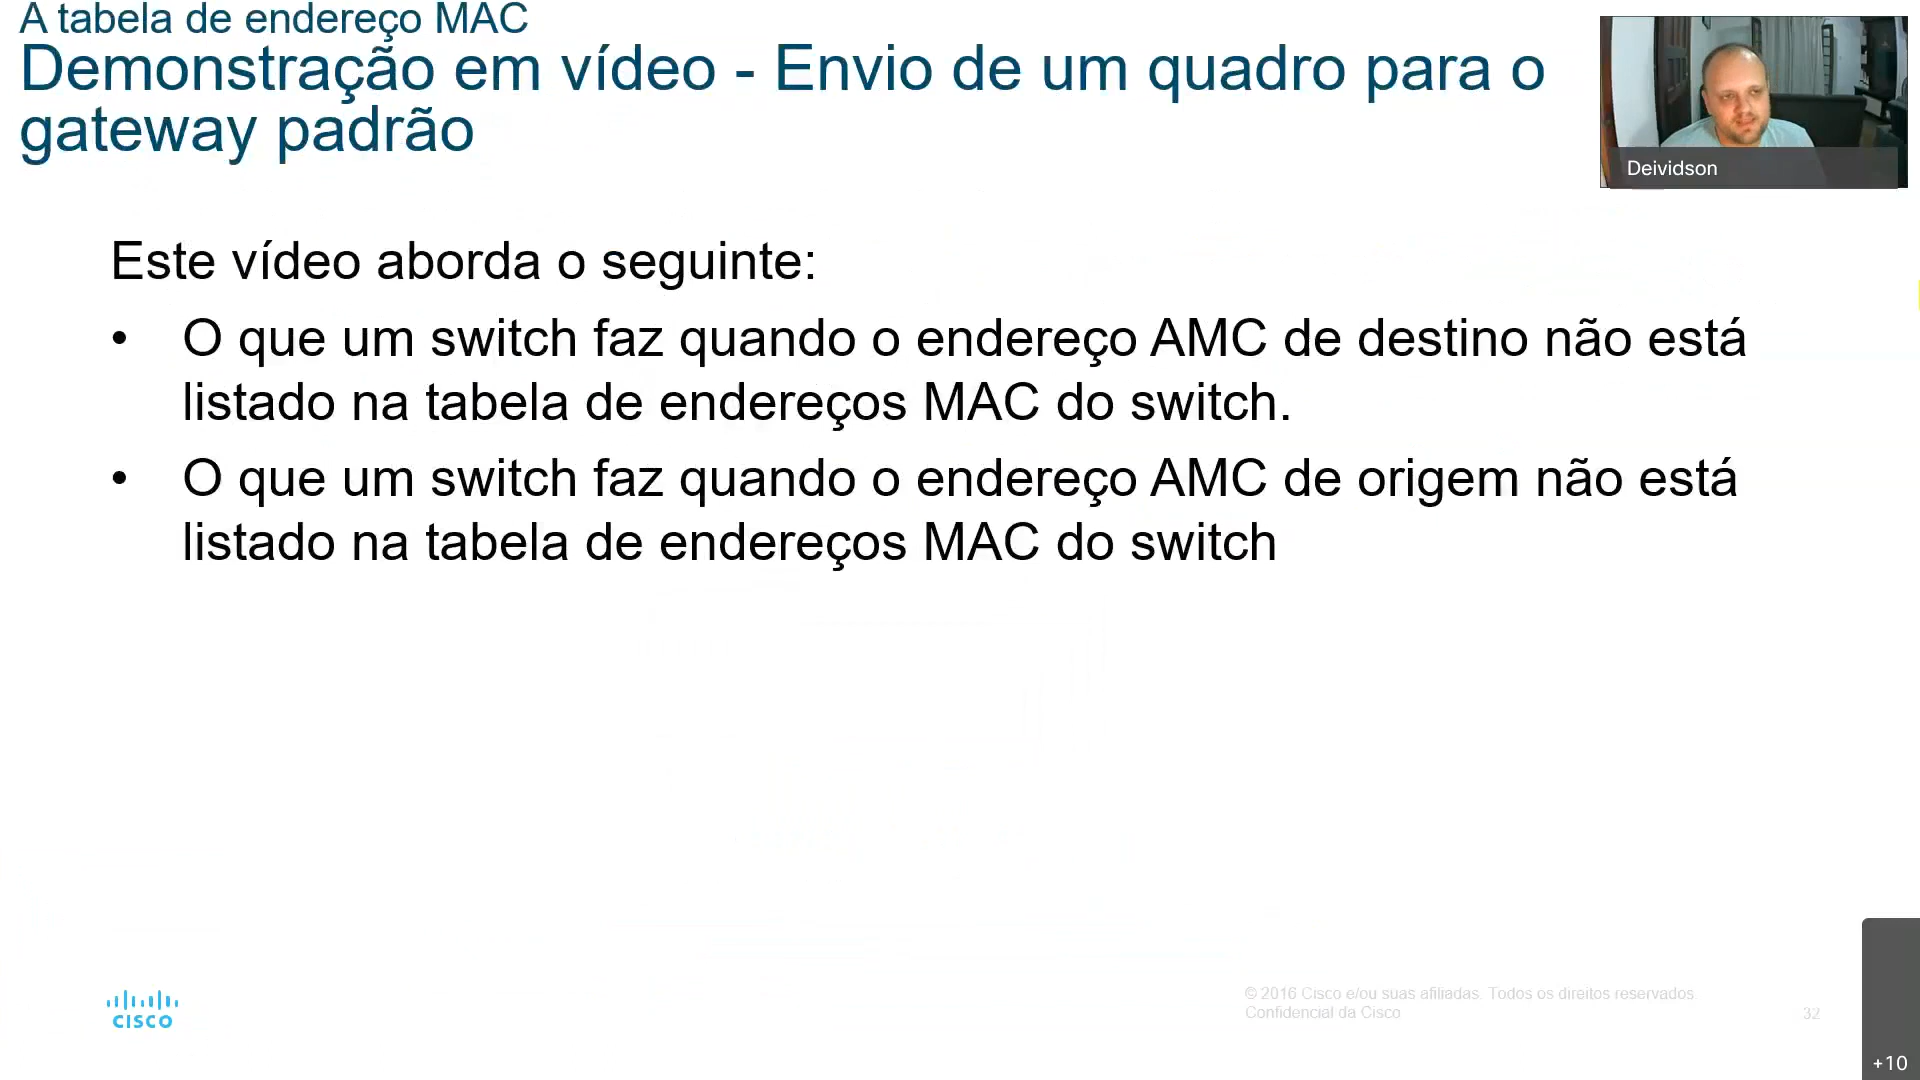 A tabela de endereço MAC
Demonstração em vídeo - Envio de um quadro para o
gateway padrão
Deividson
Este vídeo aborda o seguinte:
• O que um switch faz quando o endereço AMC de destino não está
listado na tabela de endereços MAC do switch.
• O que um switch faz quando o endereço AMC de origem não está
listado na tabela de endereços MAC do switch
CISCO
© 2016 Cisco e/ou suas afiliadas. Todos os direitos reservados.
Confidencial da Cisco
32
+10